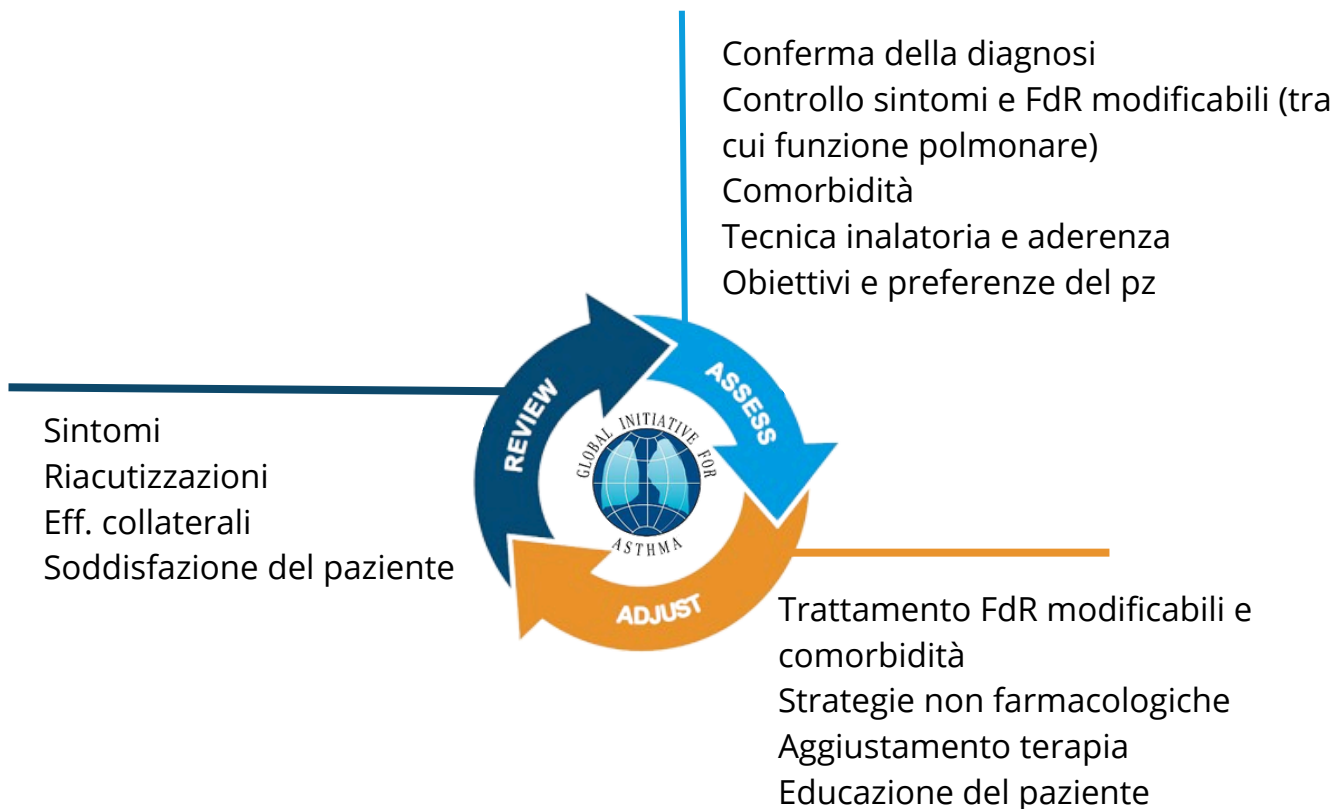 Conferma della diagnosi
Controllo sintomi e FdR modificabili (tra
cui funzione polmonare)
Comorbidità
Tecnica inalatoria e aderenza
Obiettivi e preferenze del pz
REVIEW
ASSESS
ADJUST
GLOBAL INITIATIVE FOR
ASTHMA
Sintomi
Riacutizzazioni
Eff. collaterali
Soddisfazione del paziente
Trattamento FdR modificabili e
comorbidità
Strategie non farmacologiche
Aggiustamento terapia
Educazione del paziente